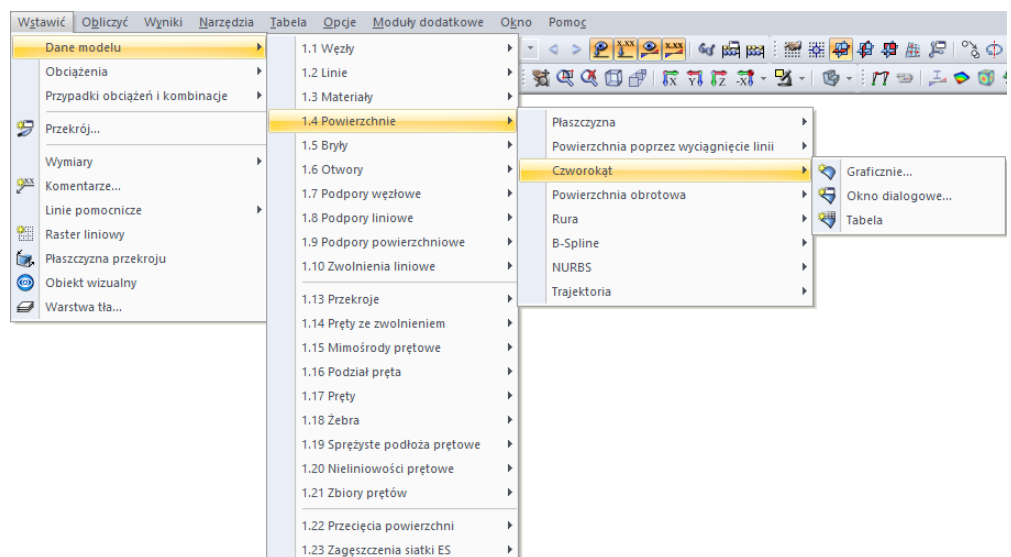 Wstawić Obliczyć Wyniki Narzędzia Tabela Opcje Moduły dodatkowe Okno Pomoc
Dane modelu
Obciążenia
Przypadki obciążeń i kombinacje
Przekrój...
Wymiary
Komentarze...
Linie pomocnicze
Raster liniowy
Płaszczyzna przekroju
Obiekt wizualny
Warstwa tła...
1.1 Węzły
1.2 Linie
1.3 Materiały
1.4 Powierzchnie
1.5 Bryły
1.6 Otwory
1.7 Podpory węzłowe
1.8 Podpory liniowe
1.9 Podpory powierzchniowe
1.10 Zwolnienia liniowe
1.13 Przekroje
1.14 Pręty ze zwolnieniem
1.15 Mimośrody prętowe
1.16 Podział pręta
1.17 Pręty
1.18 Żebra
1.19 Sprężyste podłoża prętowe
1.20 Nieliniowości prętowe
1.21 Zbiory prętów
1.22 Przecięcia powierzchni
1.23 Zagęszczenia siatki ES
Płaszczyzna
Powierzchnia poprzez wyciągnięcie linii
Czworokąt
Powierzchnia obrotowa
Rura
B-Spline
NURBS
Trajektoria
Graficznie...
Okno dialogowe...
Tabela